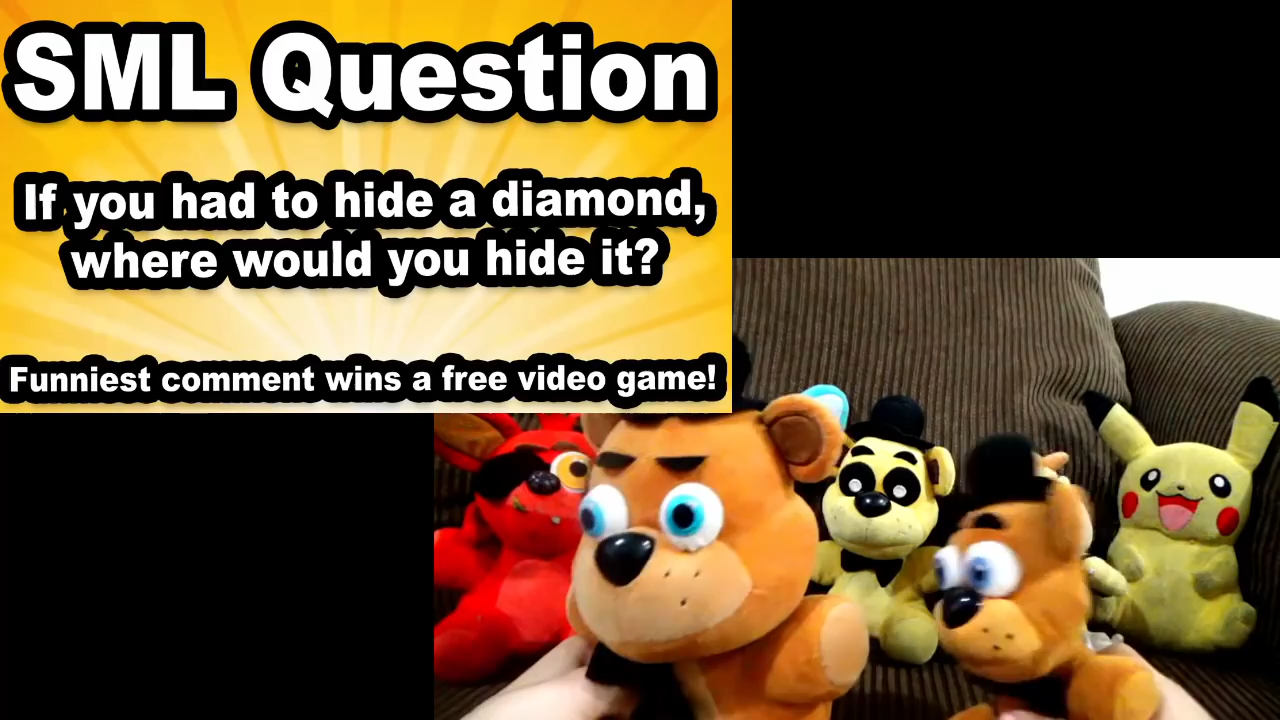 SML Question
If you had to hide a diamond,
where would you hide it?
Funniest comment wins a free video game!